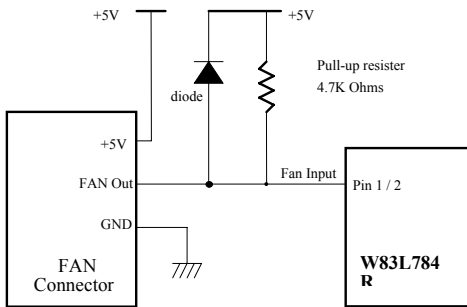 +5V
+5V
Pull-up resister
4.7K Ohms
diode
+5V
FAN Out
Fan Input
Pin 1 / 2
GND
FAN
Connector
W83L784
R